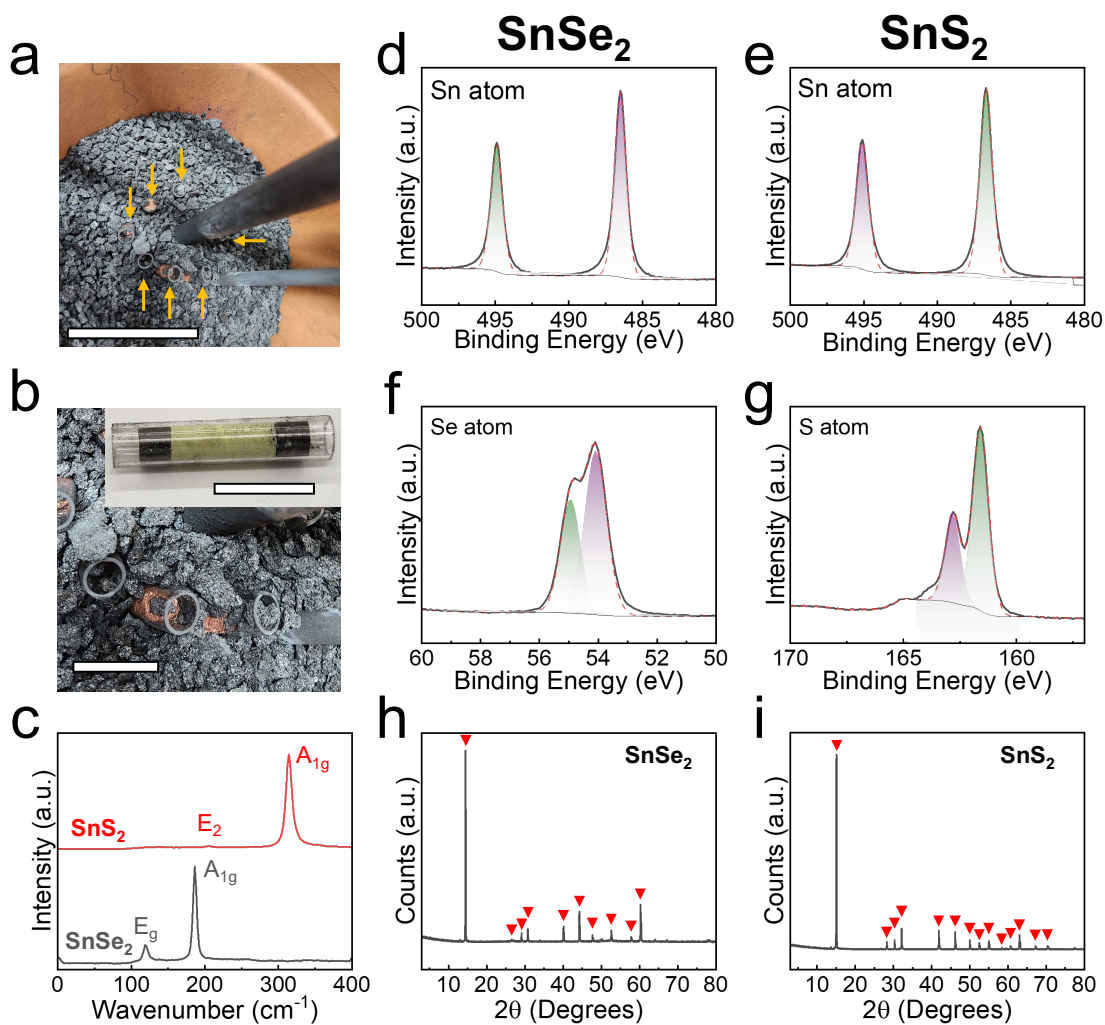 SnSe2
SnS2
a
d
Sn atom
Intensity (a.u.)
500 495 490 485 480
Binding Energy (eV)
e
Sn atom
Intensity (a.u.)
500 495 490 485 480
Binding Energy (eV)
b
f
Se atom
Intensity (a.u.)
60 58 56 54 52 50
Binding Energy (eV)
g
S atom
Intensity (a.u.)
170 165 160
Binding Energy (eV)
c
Intensity (a.u.)
A1g
SnS2
E2
A1g
Eg
SnSe2
0 100 200 300 400
Wavenumber (cm-1)
h
SnSe2
Counts (a.u.)
10 20 30 40 50 60 70 80
2θ (Degrees)
i
SnS2
Counts (a.u.)
10 20 30 40 50 60 70 80
2θ (Degrees)